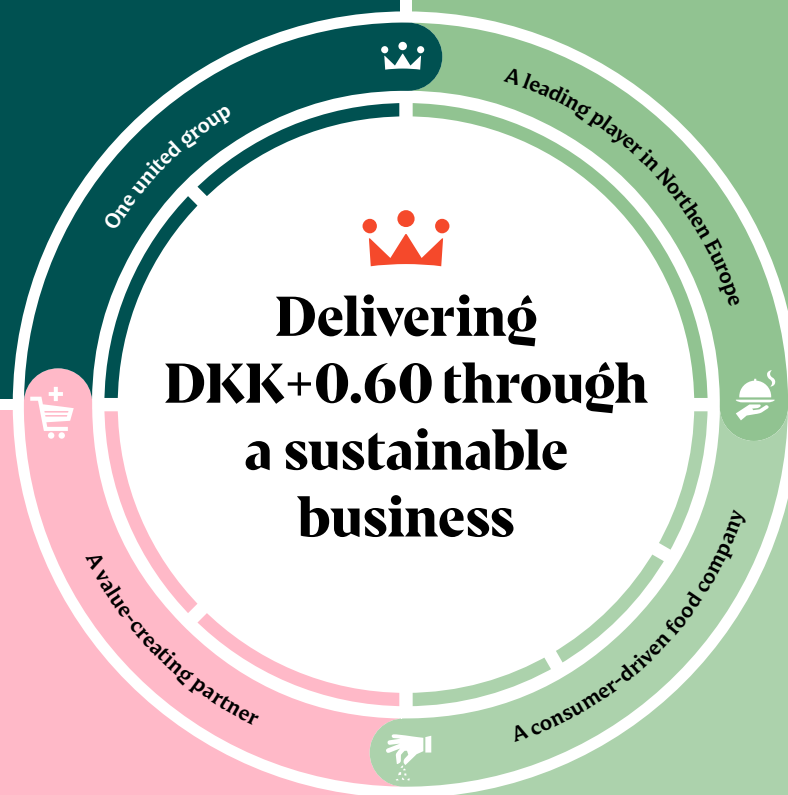 One united group
A leading player in Northen Europe
Delivering
DKK+0.60 through
a sustainable
business
A value-creating partner
A consumer-driven food company